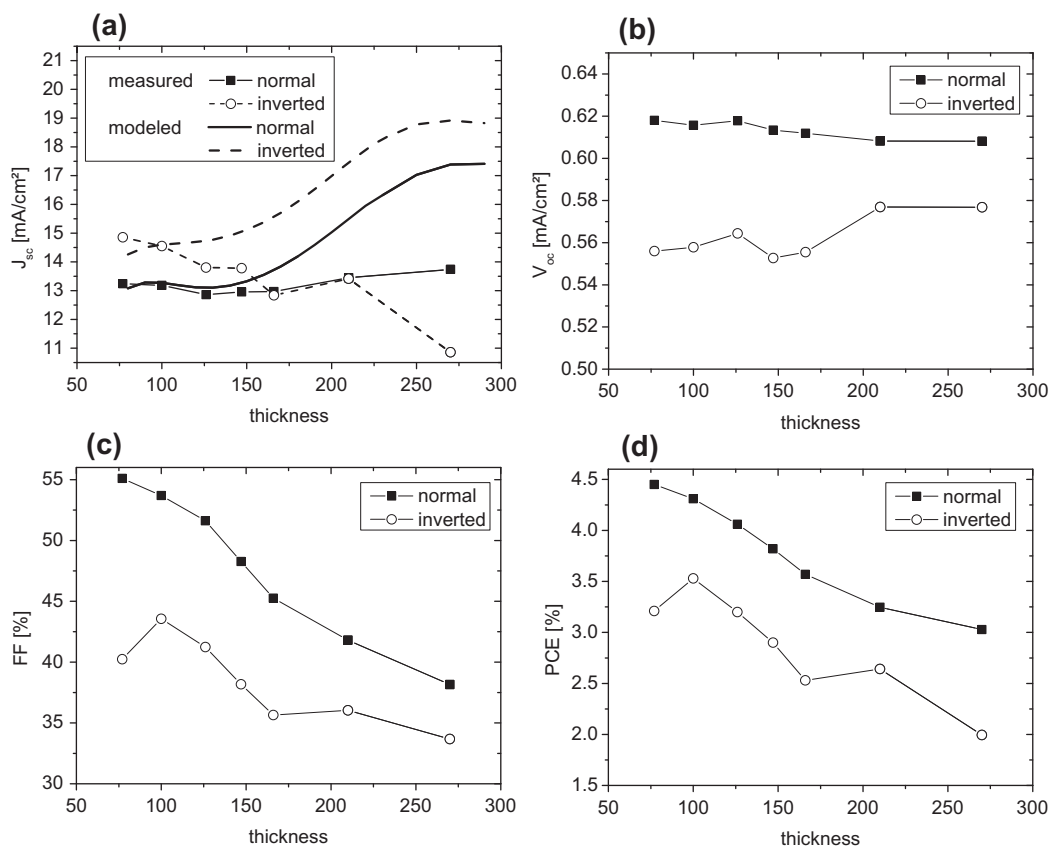 (a)
21
20
19
18
17
16
15
14
13
12
11
J_sc [mA/cm²]
measured normal
inverted
modeled normal
inverted
50 100 150 200 250 300
thickness
(b)
0.64
0.62
0.60
0.58
0.56
0.54
0.52
0.50
V_oc [mA/cm²]
normal
inverted
50 100 150 200 250 300
thickness
(c)
55
50
45
40
35
30
FF [%]
normal
inverted
50 100 150 200 250 300
thickness
(d)
4.5
4.0
3.5
3.0
2.5
2.0
1.5
PCE [%]
normal
inverted
50 100 150 200 250 300
thickness